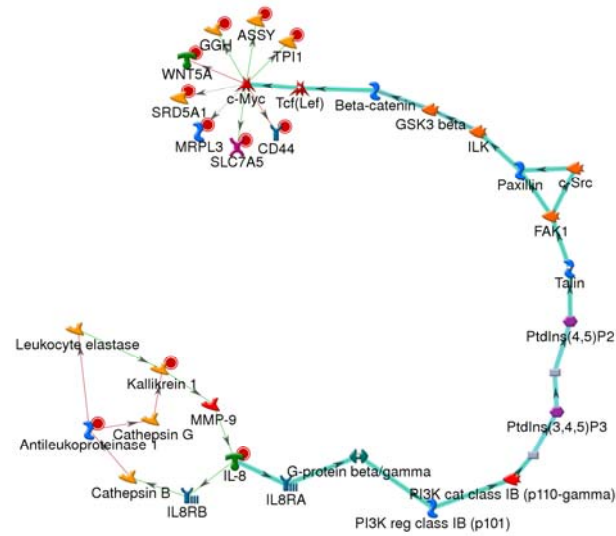 ASSY
GGH
TPI1
WNT5A
c-Myc
Tcf(Lef)
Beta-catenin
SRD5A1
GSK3 beta
MRPL3
CD44
SLC7A5
ILK
Paxillin
c-Src
FAK1
Talin
PtdIns(4,5)P2
Leukocyte elastase
Kallikrein 1
MMP-9
PtdIns(3,4,5)P3
Antileukoproteinase 1
Cathepsin G
G-protein beta/gamma
IL-8
Cathepsin B
IL8RB
IL8RA
PI3K cat class IB (p110-gamma)
PI3K reg class IB (p101)